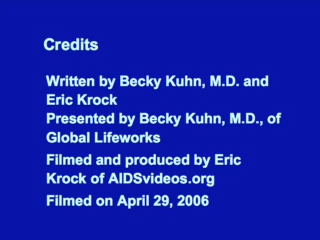 Credits
Written by Becky Kuhn, M.D. and
Eric Krock
Presented by Becky Kuhn, M.D., of
Global Lifeworks
Filmed and produced by Eric
Krock of AIDSvideos.org
Filmed on April 29, 2006